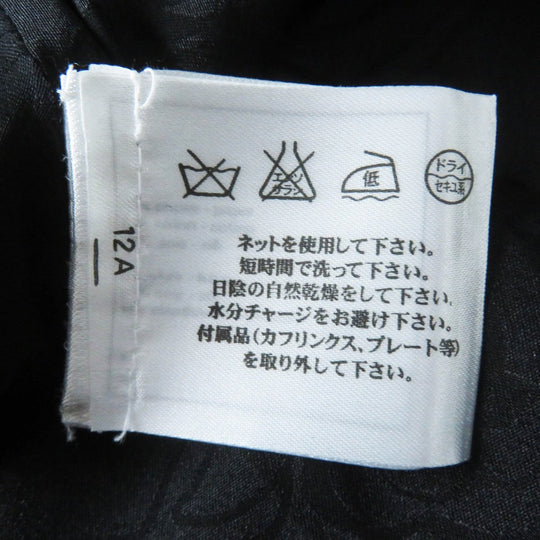 エンソ
サラシ
低
ドライ
セキユ系
ネットを使用して下さい。
短時間で洗って下さい。
日陰の自然乾燥をして下さい。
水分チャージをお避け下さい。
付属品(カフリンクス、プレート等)
を取り外して下さい。
12A